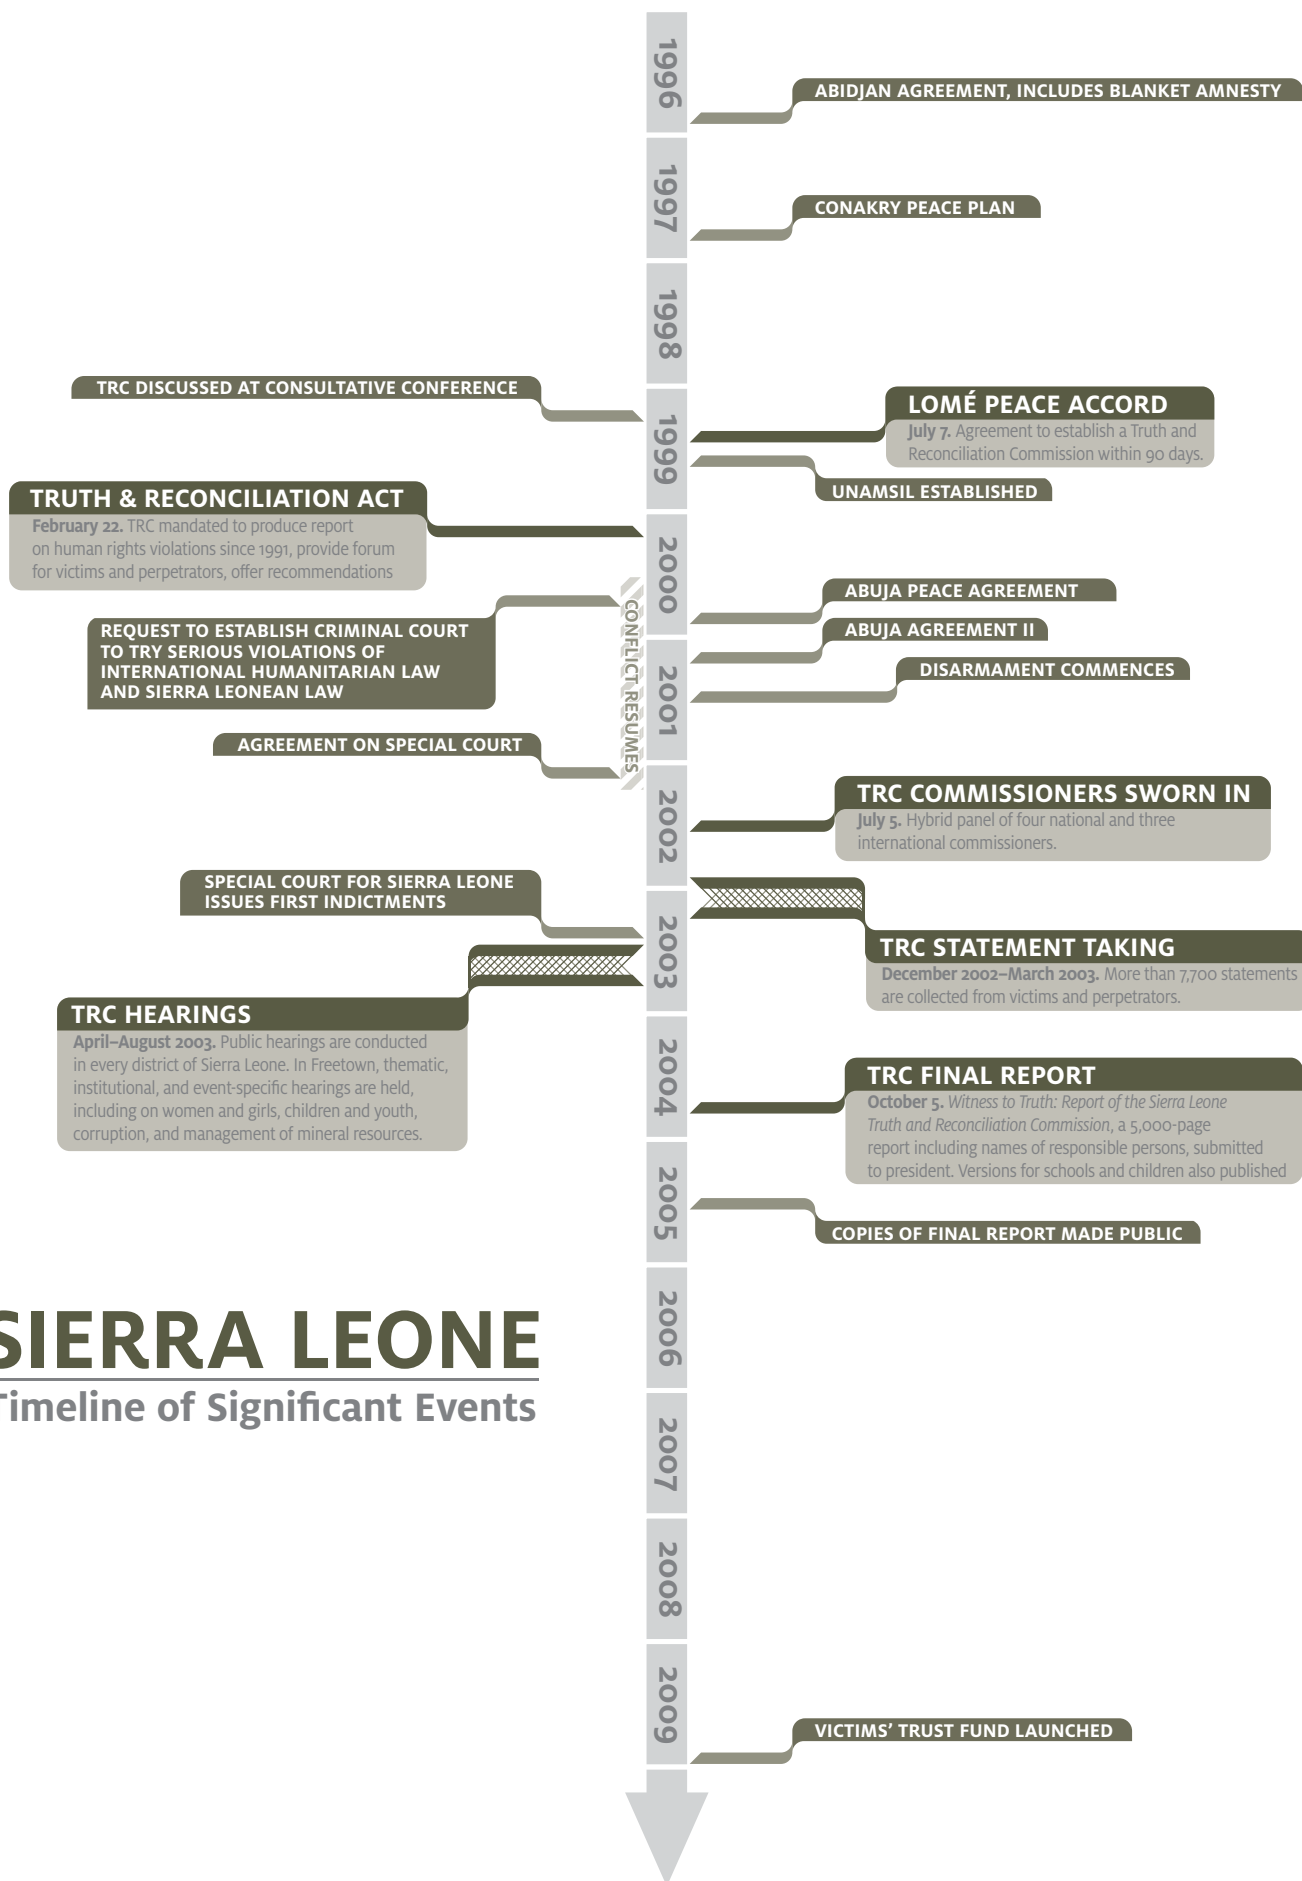 1996
ABIDJAN AGREEMENT, INCLUDES BLANKET AMNESTY
1997
CONAKRY PEACE PLAN
1998
TRC DISCUSSED AT CONSULTATIVE CONFERENCE
1999
LOMÉ PEACE ACCORD
July 7. Agreement to establish a Truth and
Reconciliation Commission within 90 days.
UNAMSIL ESTABLISHED
TRUTH & RECONCILIATION ACT
February 22. TRC mandated to produce report
on human rights violations since 1991, provide forum
for victims and perpetrators, offer recommendations
2000
CONFLICT RESUMES
ABUJA PEACE AGREEMENT
REQUEST TO ESTABLISH CRIMINAL COURT
TO TRY SERIOUS VIOLATIONS OF
INTERNATIONAL HUMANITARIAN LAW
AND SIERRA LEONEAN LAW
ABUJA AGREEMENT II
2001
DISARMAMENT COMMENCES
AGREEMENT ON SPECIAL COURT
2002
TRC COMMISSIONERS SWORN IN
July 5. Hybrid panel of four national and three
international commissioners.
SPECIAL COURT FOR SIERRA LEONE
ISSUES FIRST INDICTMENTS
2003
TRC STATEMENT TAKING
December 2002–March 2003. More than 7,700 statements
are collected from victims and perpetrators.
TRC HEARINGS
April–August 2003. Public hearings are conducted
in every district of Sierra Leone. In Freetown, thematic,
institutional, and event-specific hearings are held,
including on women and girls, children and youth,
corruption, and management of mineral resources.
2004
TRC FINAL REPORT
October 5. Witness to Truth: Report of the Sierra Leone
Truth and Reconciliation Commission, a 5,000-page
report including names of responsible persons, submitted
to president. Versions for schools and children also published
2005
COPIES OF FINAL REPORT MADE PUBLIC
SIERRA LEONE
Timeline of Significant Events
2006
2007
2008
2009
VICTIMS’ TRUST FUND LAUNCHED